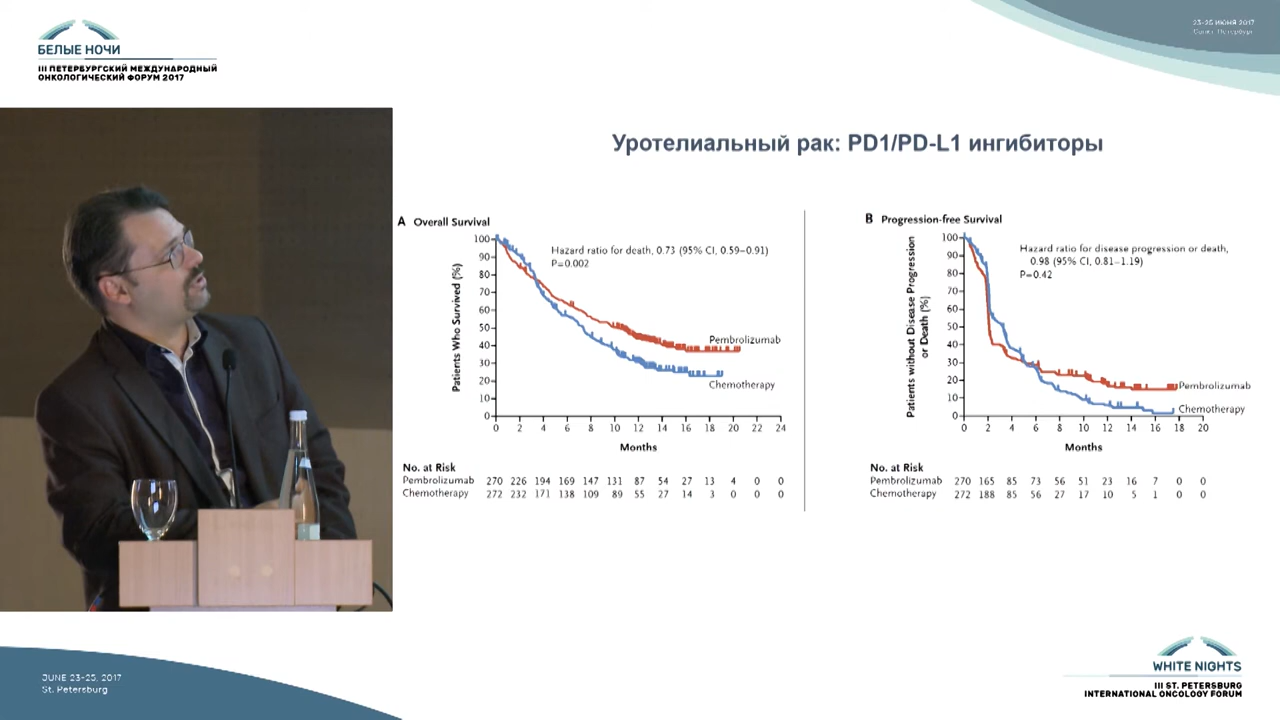 БЕЛЫЕ НОЧИ
III ПЕТЕРБУРГСКИЙ МЕЖДУНАРОДНЫЙ
ОНКОЛОГИЧЕСКИЙ ФОРУМ 2017
23-25 ИЮНЯ 2017
Санкт-Петербург
Уротелиальный рак: PD1/PD-L1 ингибиторы
A Overall Survival
Patients Who Survived (%)
100
90
80
70
60
50
40
30
20
10
0
Hazard ratio for death, 0.73 (95% CI, 0.59–0.91)
P=0.002
Pembrolizumab
Chemotherapy
0 2 4 6 8 10 12 14 16 18 20 22 24
Months
No. at Risk
Pembrolizumab 270 226 194 169 147 131 87 54 27 13 4 0 0
Chemotherapy 272 232 171 138 109 89 55 27 14 3 0 0 0
B Progression-free Survival
Patients without Disease Progression
or Death (%)
100
90
80
70
60
50
40
30
20
10
0
Hazard ratio for disease progression or death,
0.98 (95% CI, 0.81–1.19)
P=0.42
Pembrolizumab
Chemotherapy
0 2 4 6 8 10 12 14 16 18 20
Months
No. at Risk
Pembrolizumab 270 165 85 73 56 51 23 16 7 0 0
Chemotherapy 272 188 85 56 27 17 10 5 1 0 0
JUNE 23-25, 2017
St. Petersburg
WHITE NIGHTS
III ST. PETERSBURG
INTERNATIONAL ONCOLOGY FORUM